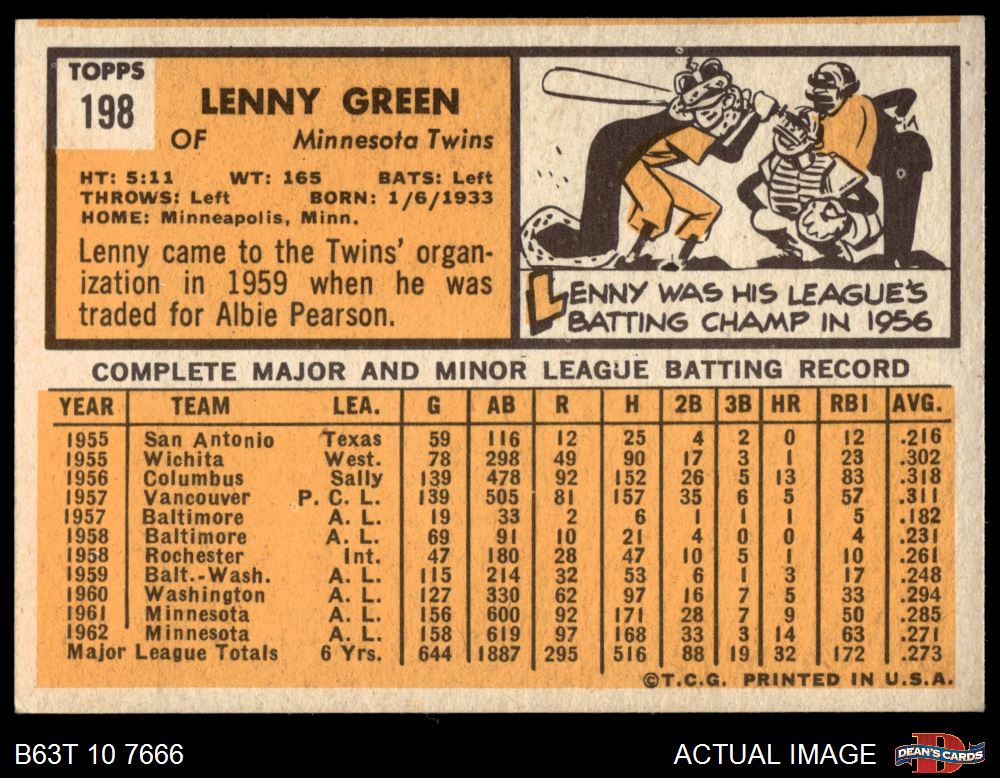 TOPPS
198
LENNY GREEN
OF Minnesota Twins
HT: 5:11 WT: 165 BATS: Left
THROWS: Left BORN: 1/6/1933
HOME: Minneapolis, Minn.
Lenny came to the Twins' organ-
ization in 1959 when he was
traded for Albie Pearson.
LENNY WAS HIS LEAGUE'S
BATTING CHAMP IN 1956
COMPLETE MAJOR AND MINOR LEAGUE BATTING RECORD
YEAR TEAM LEA. G AB R H 2B 3B HR RBI AVG.
1955 San Antonio Texas 59 116 12 25 4 2 0 12 .216
1955 Wichita West. 78 298 49 90 17 3 1 23 .302
1956 Columbus Sally 139 478 92 152 26 5 13 83 .318
1957 Vancouver P. C. L. 139 505 81 157 35 6 5 57 .311
1957 Baltimore A. L. 19 33 2 6 1 1 1 5 .182
1958 Baltimore A. L. 69 91 10 21 4 0 0 4 .231
1958 Rochester Int. 47 180 28 47 10 5 1 10 .261
1959 Balt.-Wash. A. L. 115 214 32 53 6 1 3 17 .248
1960 Washington A. L. 127 330 62 97 16 7 5 33 .294
1961 Minnesota A. L. 156 600 92 171 28 7 9 50 .285
1962 Minnesota A. L. 158 619 97 168 33 3 14 63 .271
Major League Totals 6 Yrs. 644 1887 295 516 88 19 32 172 .273
©T.C.G. PRINTED IN U.S.A.
B63T 10 7666 ACTUAL IMAGE
D
DEAN'S CARDS